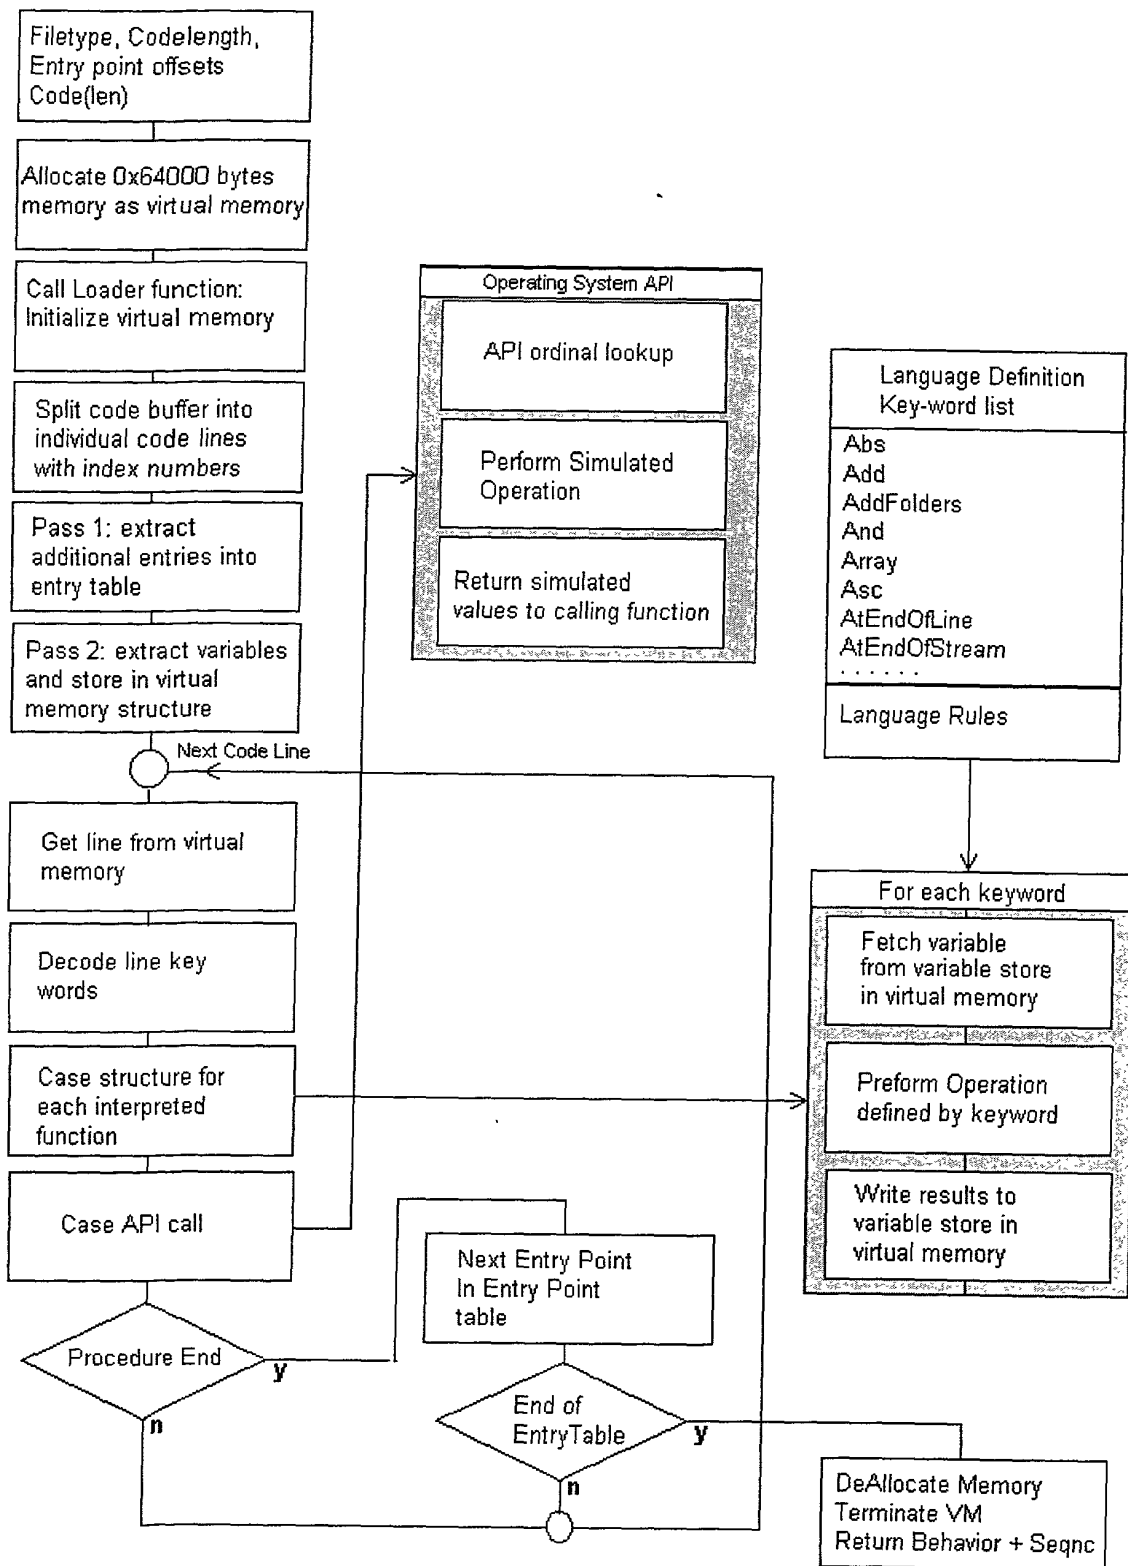 Filetype, Codelength,
Entry point offsets
Code(len)
Allocate 0x64000 bytes
memory as virtual memory
Call Loader function:
Initialize virtual memory
Split code buffer into
individual code lines
with index numbers
Pass 1: extract
additional entries into
entry table
Pass 2: extract variables
and store in virtual
memory structure
Next Code Line
Get line from virtual
memory
Decode line key
words
Case structure for
each interpreted
function
Case API call
Procedure End
y
n
Operating System API
API ordinal lookup
Perform Simulated
Operation
Return simulated
values to calling function
Next Entry Point
In Entry Point
table
End of
EntryTable
y
n
Language Definition
Key-word list
Abs
Add
AddFolders
And
Array
Asc
AtEndOfLine
AtEndOfStream
. . . . . .
Language Rules
For each keyword
Fetch variable
from variable store
in virtual memory
Preform Operation
defined by keyword
Write results to
variable store in
virtual memory
DeAllocate Memory
Terminate VM
Return Behavior + Seqnc